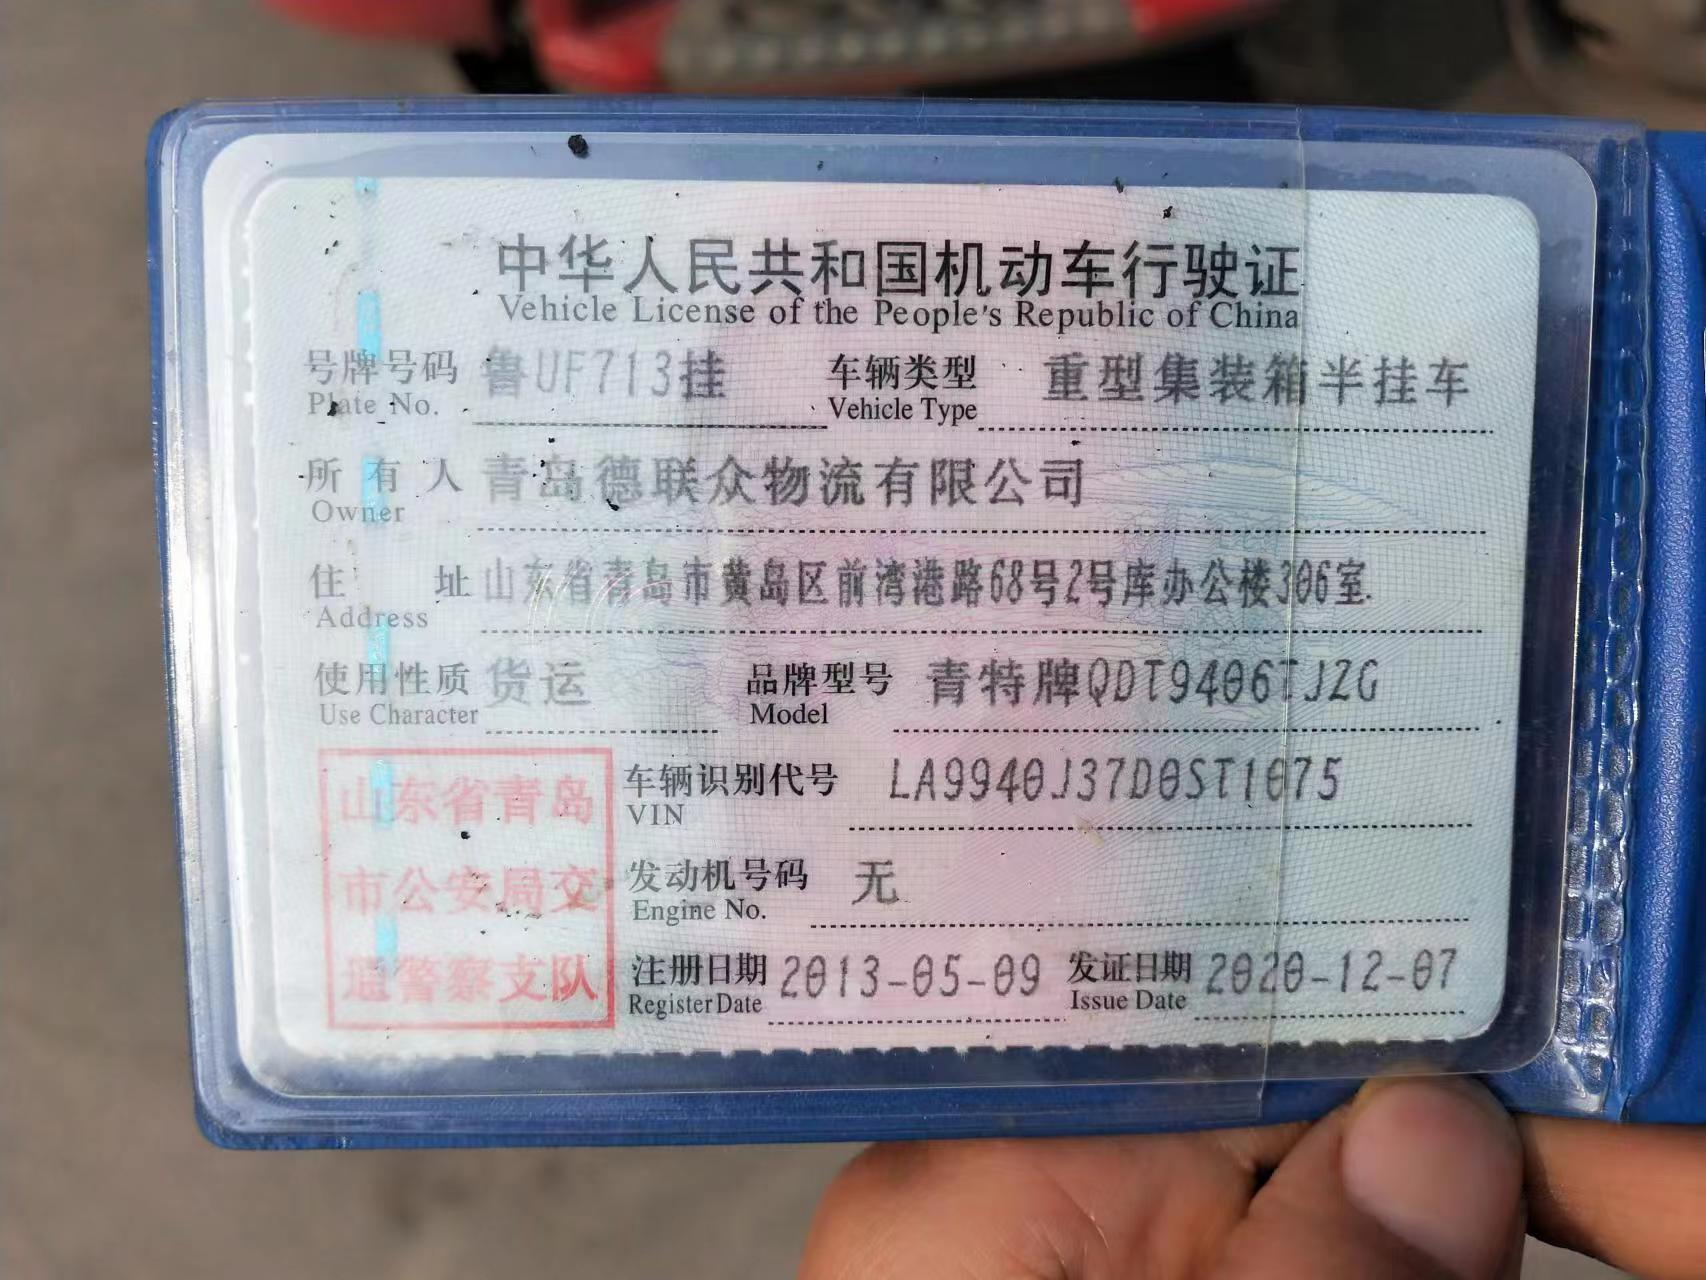 中华人民共和国机动车行驶证
Vehicle License of the People's Republic of China
号牌号码 鲁UF713挂 车辆类型 重型集装箱半挂车
Plate No. Vehicle Type
所有人 青岛德联众物流有限公司
Owner
住址 山东省青岛市黄岛区前湾港路68号2号库办公楼306室
Address
使用性质 货运 品牌型号 青特牌QDT9406TJZG
Use Character Model
山东省青岛
市公安局交
通警察支队
车辆识别代号 LA9940J37D0ST1075
VIN
发动机号码 无
Engine No.
注册日期 2013-05-09 发证日期 2020-12-07
Register Date Issue Date